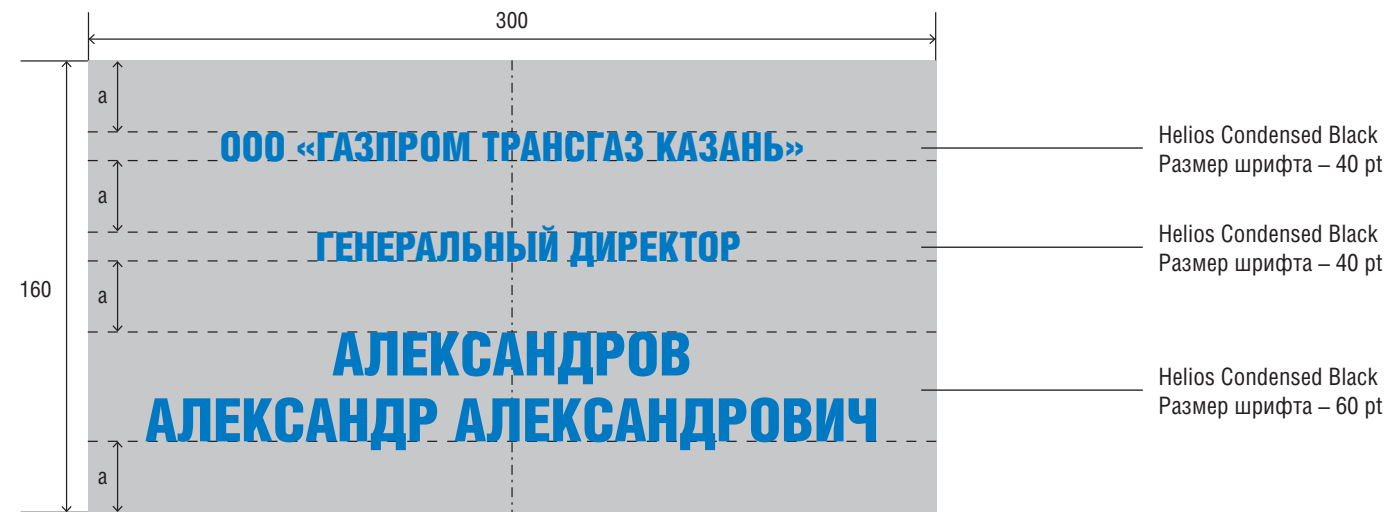 300
a
ООО «ГАЗПРОМ ТРАНСГАЗ КАЗАНЬ»
Helios Condensed Black
Размер шрифта – 40 pt
a
ГЕНЕРАЛЬНЫЙ ДИРЕКТОР
Helios Condensed Black
Размер шрифта – 40 pt
160
a
АЛЕКСАНДРОВ
АЛЕКСАНДР АЛЕКСАНДРОВИЧ
Helios Condensed Black
Размер шрифта – 60 pt
a